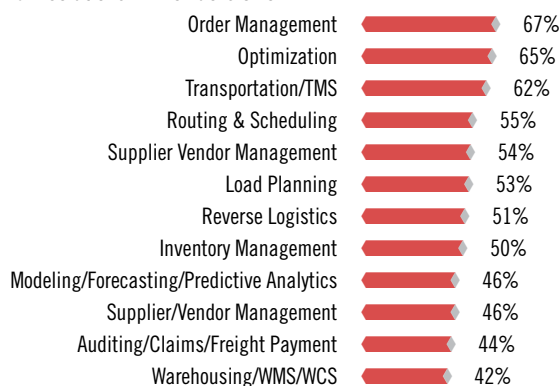 Order Management 67%
Optimization 65%
Transportation/TMS 62%
Routing & Scheduling 55%
Supplier Vendor Management 54%
Load Planning 53%
Reverse Logistics 51%
Inventory Management 50%
Modeling/Forecasting/Predictive Analytics 46%
Supplier/Vendor Management 46%
Auditing/Claims/Freight Payment 44%
Warehousing/WMS/WCS 42%